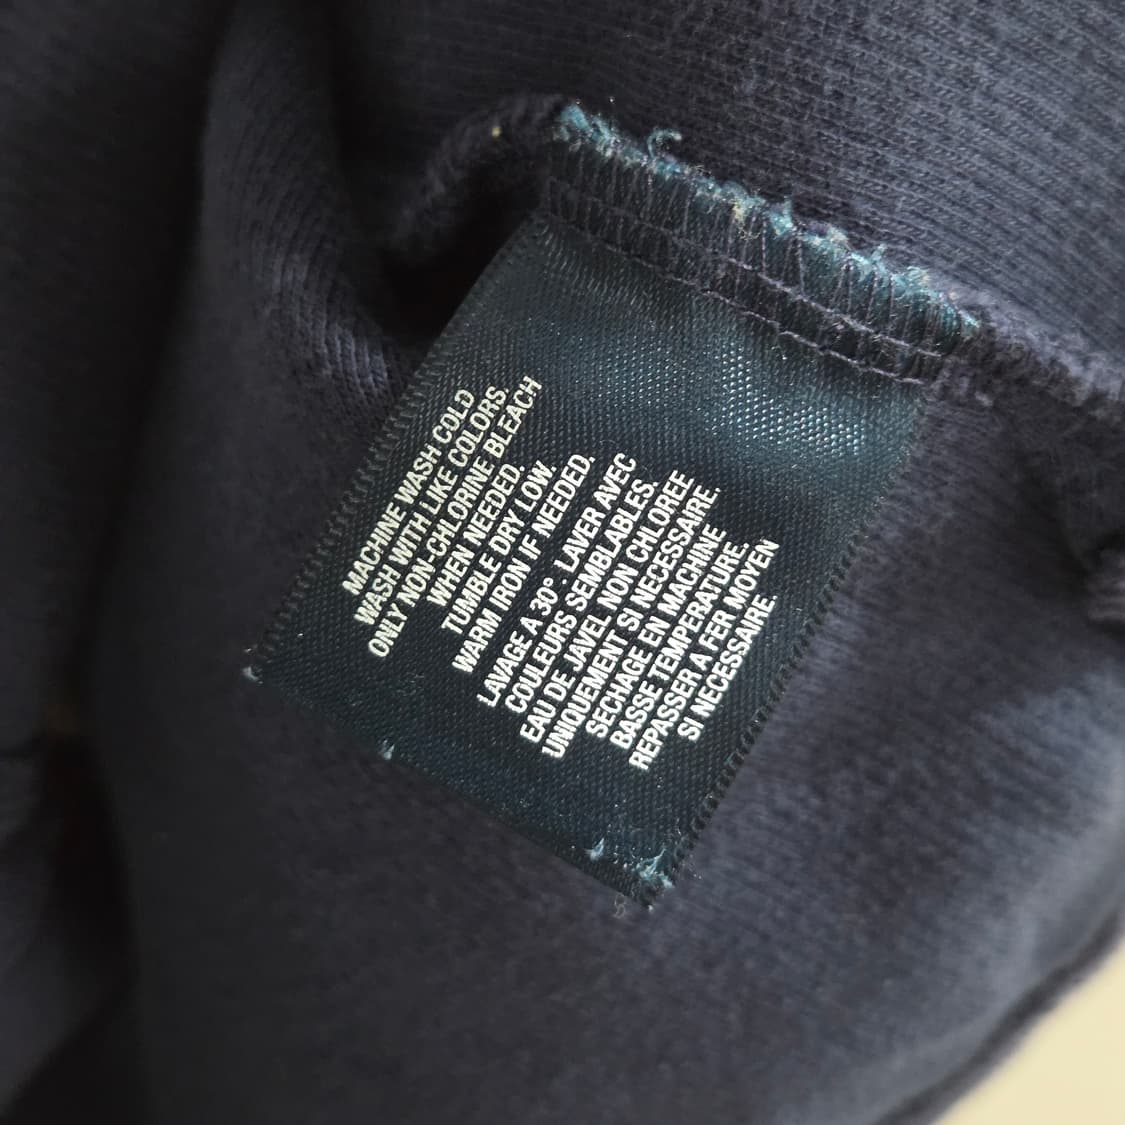 MACHINE WASH COLD
WASH WITH LIKE COLORS.
ONLY NON-CHLORINE BLEACH
WHEN NEEDED.
TUMBLE DRY LOW.
WARM IRON IF NEEDED.
LAVAGE A 30°. LAVER AVEC
COULEURS SEMBLABLES.
EAU DE JAVEL NON CHLOREE
UNIQUEMENT SI NECESSAIRE.
SECHAGE EN MACHINE
BASSE TEMPERATURE.
REPASSER A FER MOYEN
SI NECESSAIRE.